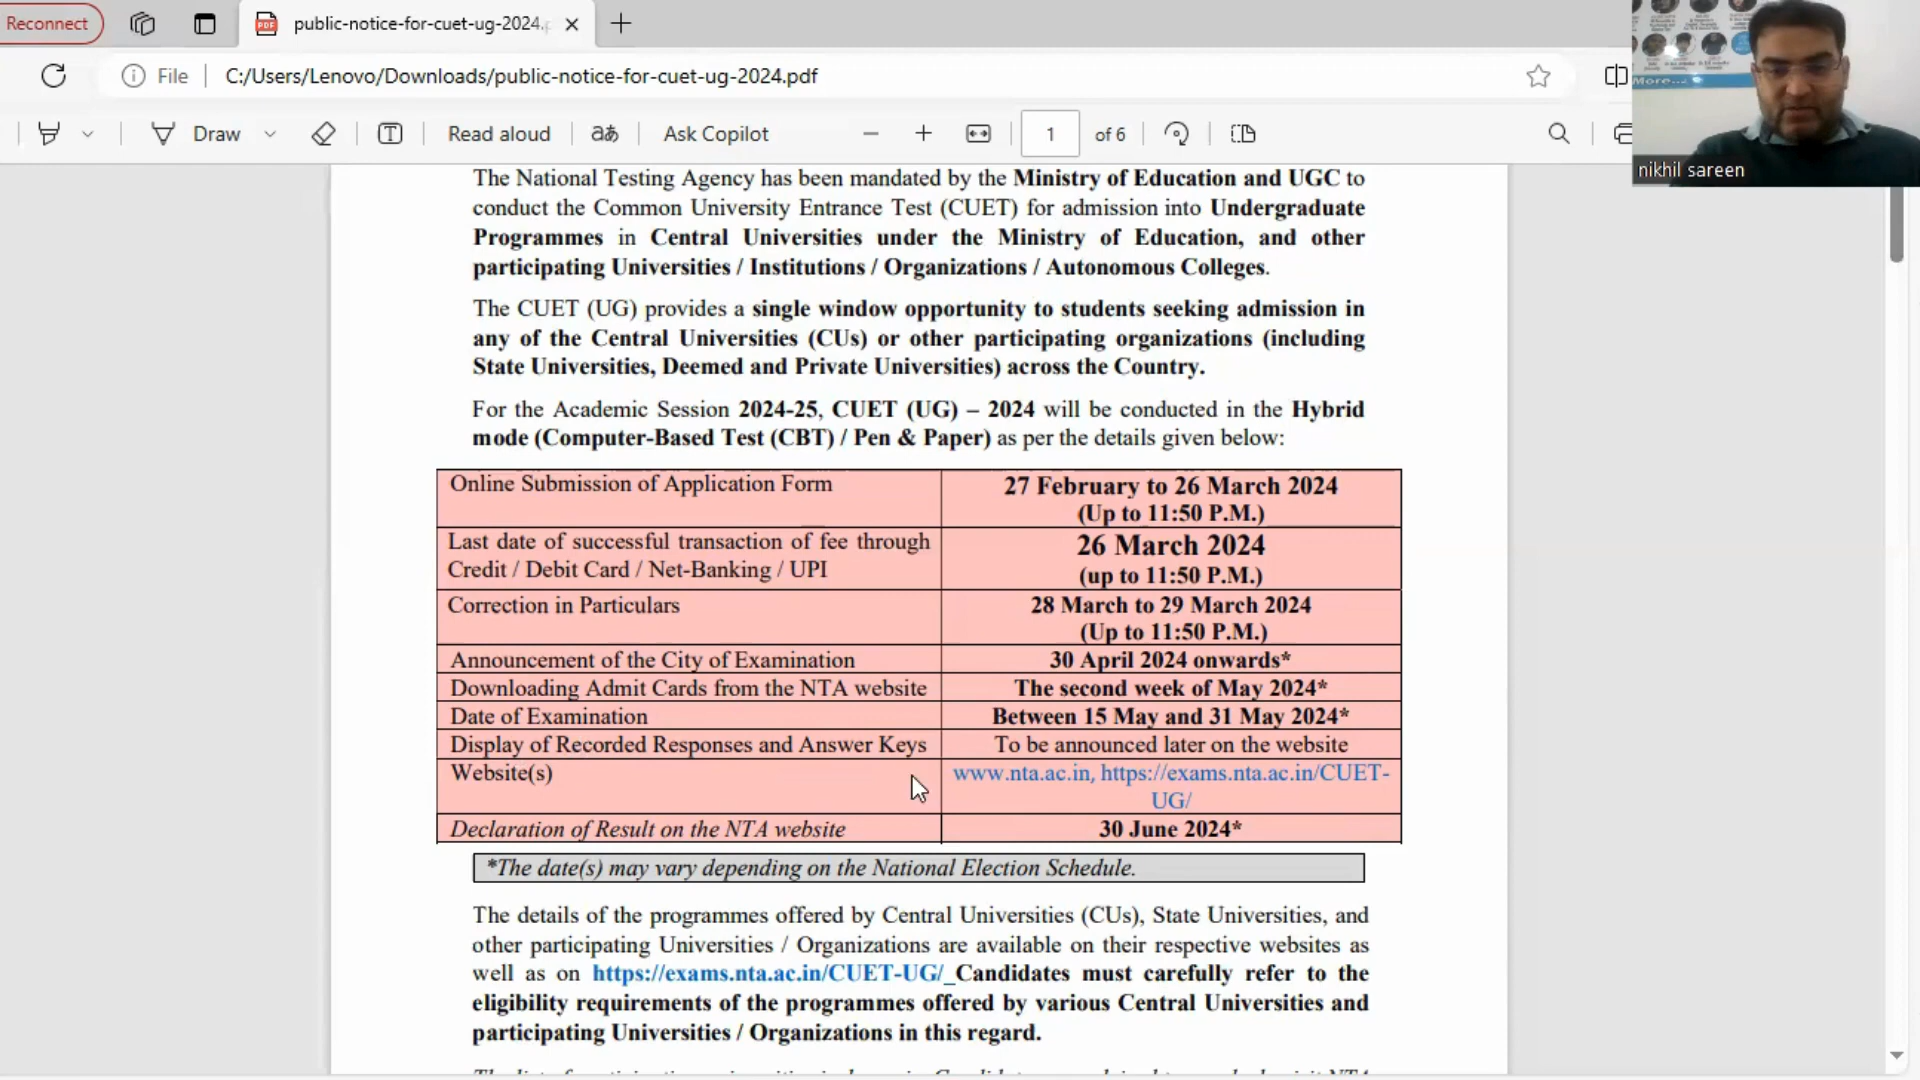 Reconnect
public-notice-for-cuet-ug-2024.p
File
C:/Users/Lenovo/Downloads/public-notice-for-cuet-ug-2024.pdf
Draw
Read aloud
aあ
Ask Copilot
1
of 6
More...
nikhil sareen
The National Testing Agency has been mandated by the Ministry of Education and UGC to
conduct the Common University Entrance Test (CUET) for admission into Undergraduate
Programmes in Central Universities under the Ministry of Education, and other
participating Universities / Institutions / Organizations / Autonomous Colleges.
The CUET (UG) provides a single window opportunity to students seeking admission in
any of the Central Universities (CUs) or other participating organizations (including
State Universities, Deemed and Private Universities) across the Country.
For the Academic Session 2024-25, CUET (UG) – 2024 will be conducted in the Hybrid
mode (Computer-Based Test (CBT) / Pen & Paper) as per the details given below:
Online Submission of Application Form
27 February to 26 March 2024
(Up to 11:50 P.M.)
Last date of successful transaction of fee through
Credit / Debit Card / Net-Banking / UPI
26 March 2024
(up to 11:50 P.M.)
Correction in Particulars
28 March to 29 March 2024
(Up to 11:50 P.M.)
Announcement of the City of Examination
30 April 2024 onwards*
Downloading Admit Cards from the NTA website
The second week of May 2024*
Date of Examination
Between 15 May and 31 May 2024*
Display of Recorded Responses and Answer Keys
To be announced later on the website
Website(s)
www.nta.ac.in, https://exams.nta.ac.in/CUET-
UG/
Declaration of Result on the NTA website
30 June 2024*
*The date(s) may vary depending on the National Election Schedule.
The details of the programmes offered by Central Universities (CUs), State Universities, and
other participating Universities / Organizations are available on their respective websites as
well as on https://exams.nta.ac.in/CUET-UG/_Candidates must carefully refer to the
eligibility requirements of the programmes offered by various Central Universities and
participating Universities / Organizations in this regard.